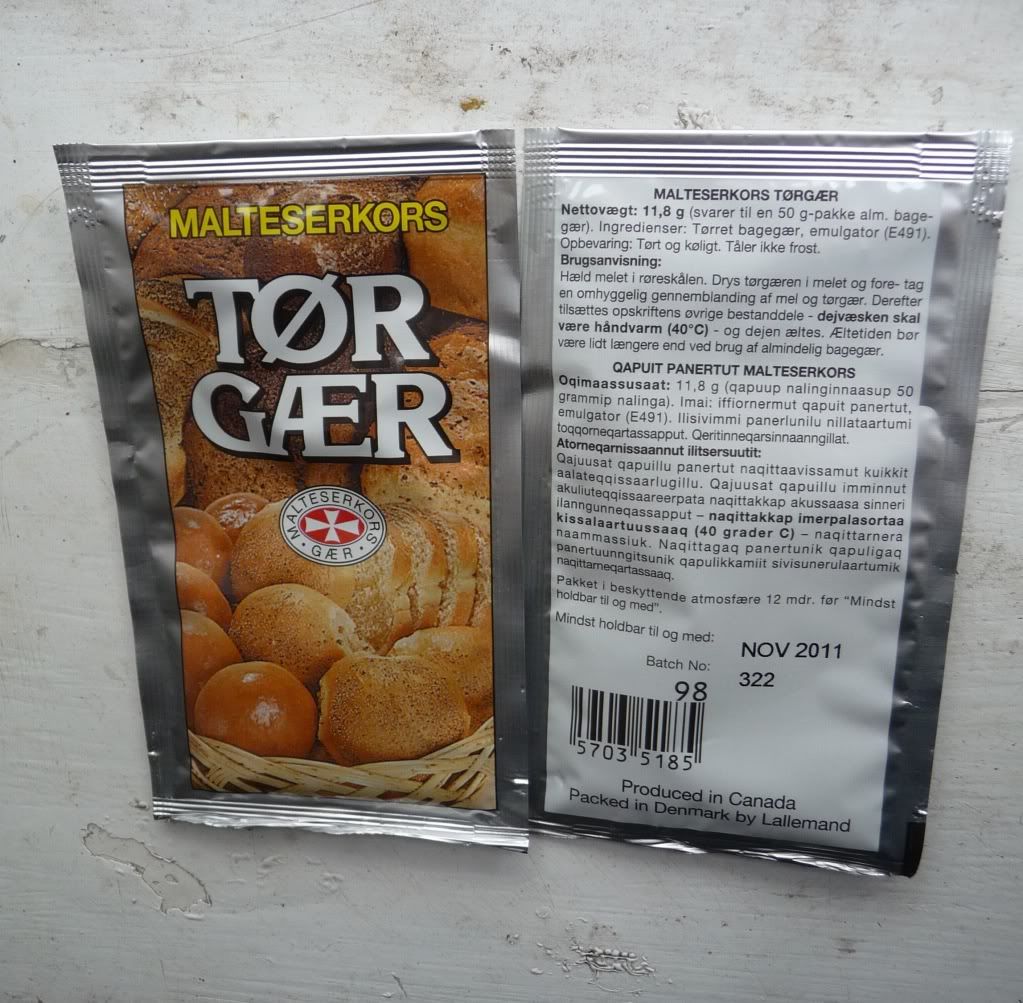 MALTESERKORS
TØR
GÆR
MALTESERKORS
• GÆR •
MALTESERKORS TØRGÆR
Nettovægt: 11,8 g (svarer til en 50 g-pakke alm. bage-
gær). Ingredienser: Tørret bagegær, emulgator (E491).
Opbevaring: Tørt og køligt. Tåler ikke frost.
Brugsanvisning:
Hæld melet i røreskålen. Drys tørgæren i melet og fore- tag
en omhyggelig gennemblanding af mel og tørgær. Derefter
tilsættes opskriftens øvrige bestanddele - dejvæsken skal
være håndvarm (40°C) - og dejen æltes. Æltetiden bør
være lidt længere end ved brug af almindelig bagegær.
QAPUIT PANERTUT MALTESERKORS
Oqimaassusaat: 11,8 g (qapuup nalinginnaasup 50
grammip nalinga). Imai: iffiornermut qapuit panertut,
emulgator (E491). Ilisivimmi panerlunilu nillataartumi
toqqorneqartassapput. Qeritinneqarsinnaanngillat.
Atorneqarnissaannut ilitsersuutit:
Qajuusat qapuillu panertut naqittaavissamut kuikkit
aalateqqissaarlugillu. Qajuusat qapuillu imminnut
akuliuteqqissaareerpata naqittakkap akussaasa sinneri
ilanngunneqassapput – naqittakkap imerpalasortaa
kissalaartuussaaq (40 grader C) – naqittarnera
naammassiuk. Naqittagaq panertunik qapuligaq
panertuunngitsunik qapulikkamiit sivisunerulaartumik
naqittarneqartassaaq.
Pakket i beskyttende atmosfære 12 mdr. før “Mindst
holdbar til og med”.
Mindst holdbar til og med:
NOV 2011
Batch No:
322
98
5703 5185
Produced in Canada
Packed in Denmark by Lallemand